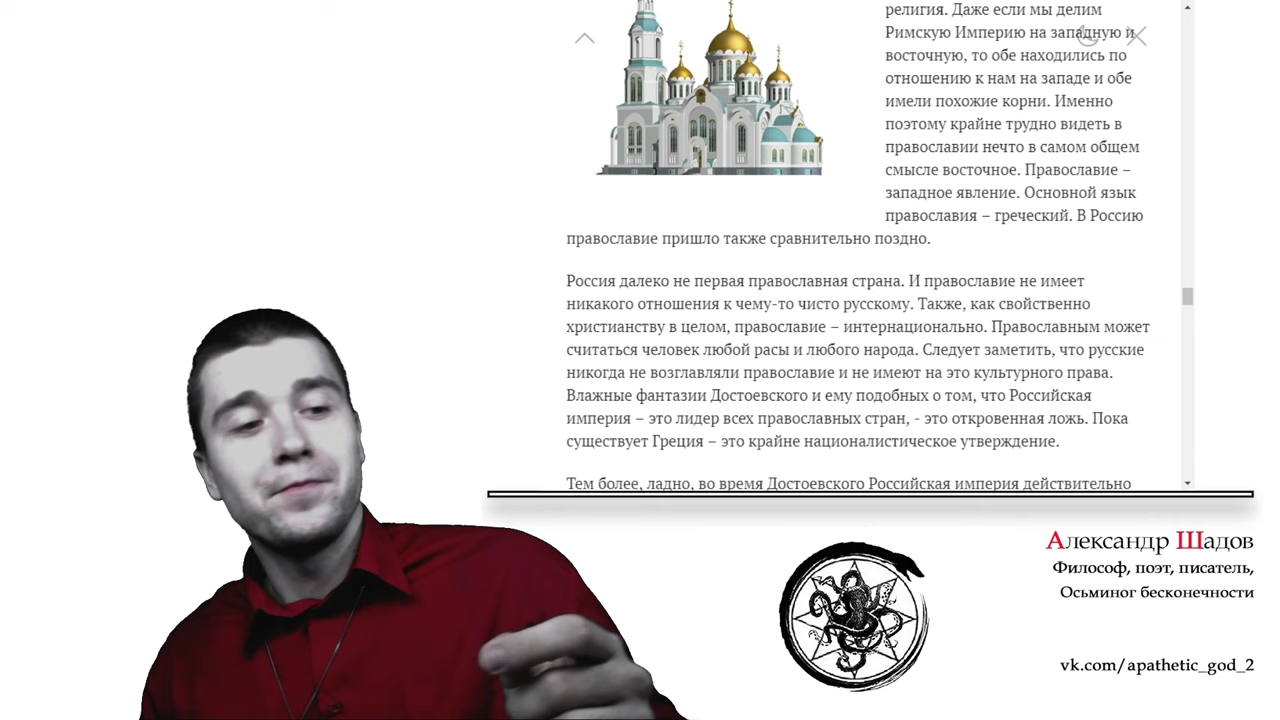 религия. Даже если мы делим
Римскую Империю на западную и
восточную, то обе находились по
отношению к нам на западе и обе
имели похожие корни. Именно
поэтому крайне трудно видеть в
православии нечто в самом общем
смысле восточное. Православие –
западное явление. Основной язык
православия – греческий. В Россию
православие пришло также сравнительно поздно.
Россия далеко не первая православная страна. И православие не имеет
никакого отношения к чему-то чисто русскому. Также, как свойственно
христианству в целом, православие – интернационально. Православным может
считаться человек любой расы и любого народа. Следует заметить, что русские
никогда не возглавляли православие и не имеют на это культурного права.
Влажные фантазии Достоевского и ему подобных о том, что Российская
империя – это лидер всех православных стран, - это откровенная ложь. Пока
существует Греция – это крайне националистическое утверждение.
Тем более, ладно, во время Достоевского Российская империя действительно
Александр Шадов
Философ, поэт, писатель,
Осьминог бесконечности
vk.com/apathetic_god_2